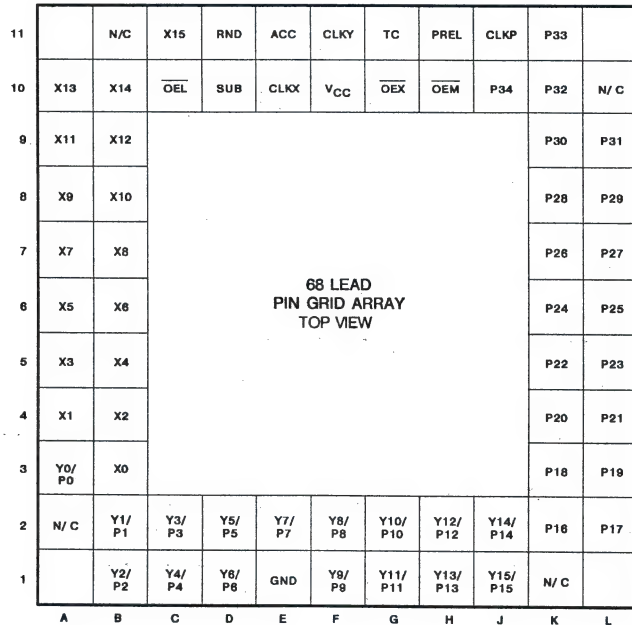 11 N/C X15 RND ACC CLKY TC PREL CLKP P33
10 X13 X14 OEL SUB CLKX VCC OEX OEM P34 P32 N/C
9 X11 X12 P30 P31
8 X9 X10 P28 P29
7 X7 X8 P26 P27
68 LEAD
PIN GRID ARRAY
TOP VIEW
6 X5 X6 P24 P25
5 X3 X4 P22 P23
4 X1 X2 P20 P21
3 Y0/P0 X0 P18 P19
2 N/C Y1/P1 Y3/P3 Y5/P5 Y7/P7 Y8/P8 Y10/P10 Y12/P12 Y14/P14 P16 P17
1 Y2/P2 Y4/P4 Y6/P6 GND Y9/P9 Y11/P11 Y13/P13 Y15/P15 N/C
A B C D E F G H J K L